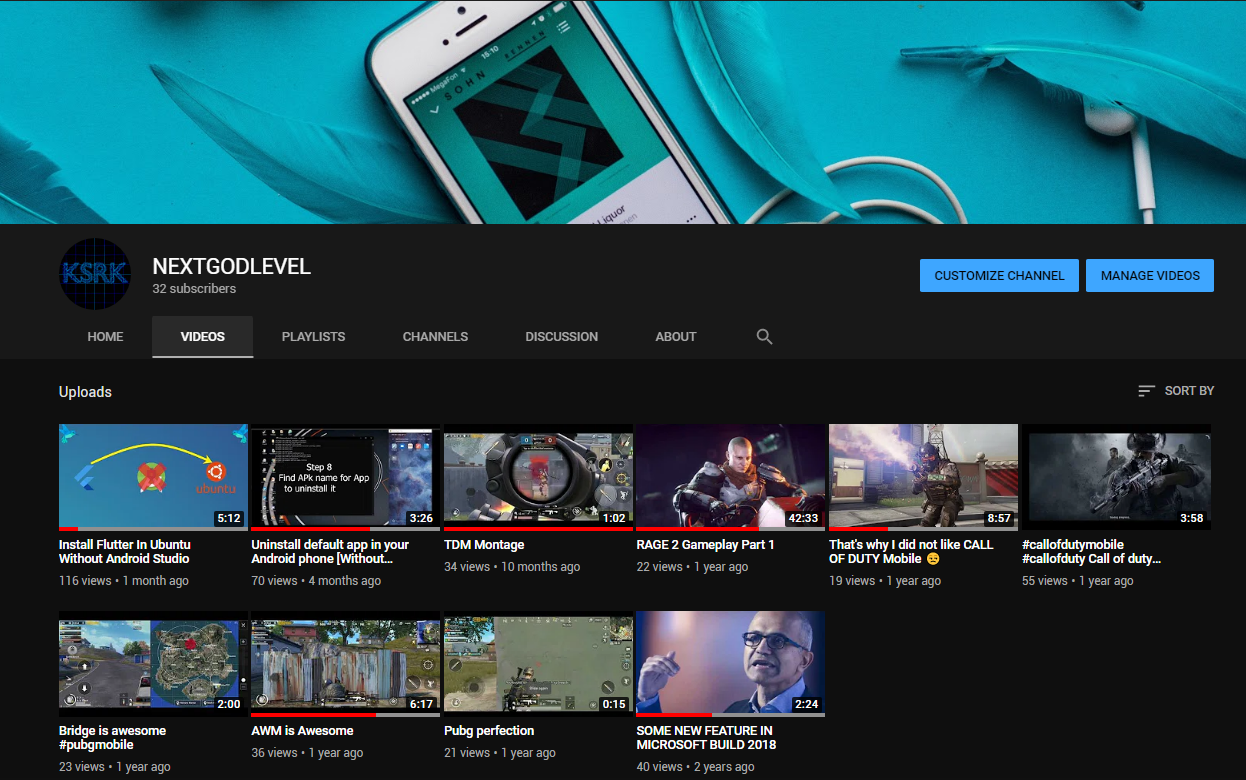 MegaFon
15:10
SOHN
RENNEN
Liquor
KSRK
NEXTGODLEVEL
32 subscribers
CUSTOMIZE CHANNEL
MANAGE VIDEOS
HOME
VIDEOS
PLAYLISTS
CHANNELS
DISCUSSION
ABOUT
Uploads
SORT BY
ubuntu
5:12
Step 8
Find APk name for App
to uninstall it
3:26
1:02
42:33
8:57
3:58
Install Flutter In Ubuntu
Without Android Studio
116 views • 1 month ago
Uninstall default app in your
Android phone [Without...
70 views • 4 months ago
TDM Montage
34 views • 10 months ago
RAGE 2 Gameplay Part 1
22 views • 1 year ago
That's why I did not like CALL
OF DUTY Mobile 😑
19 views • 1 year ago
#callofdutymobile
#callofduty Call of duty...
55 views • 1 year ago
2:00
6:17
0:15
2:24
Bridge is awesome
#pubgmobile
23 views • 1 year ago
AWM is Awesome
36 views • 1 year ago
Pubg perfection
21 views • 1 year ago
SOME NEW FEATURE IN
MICROSOFT BUILD 2018
40 views • 2 years ago